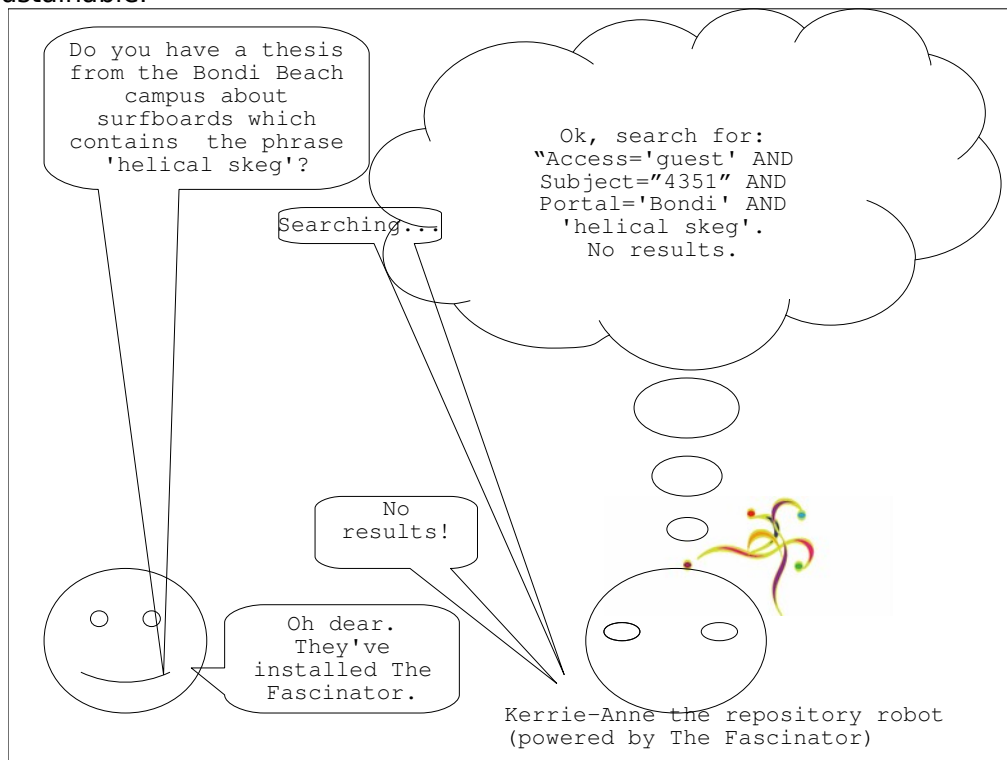 ustainable.
Do you have a thesis
from the Bondi Beach
campus about
surfboards which
contains  the phrase
'helical skeg'?
Ok, search for:
“Access='guest' AND
Subject=”4351” AND
Portal='Bondi' AND
'helical skeg'.
No results.
Searching...
No
results!
Oh dear.
They've
installed The
Fascinator.
Kerrie-Anne the repository robot
(powered by The Fascinator)